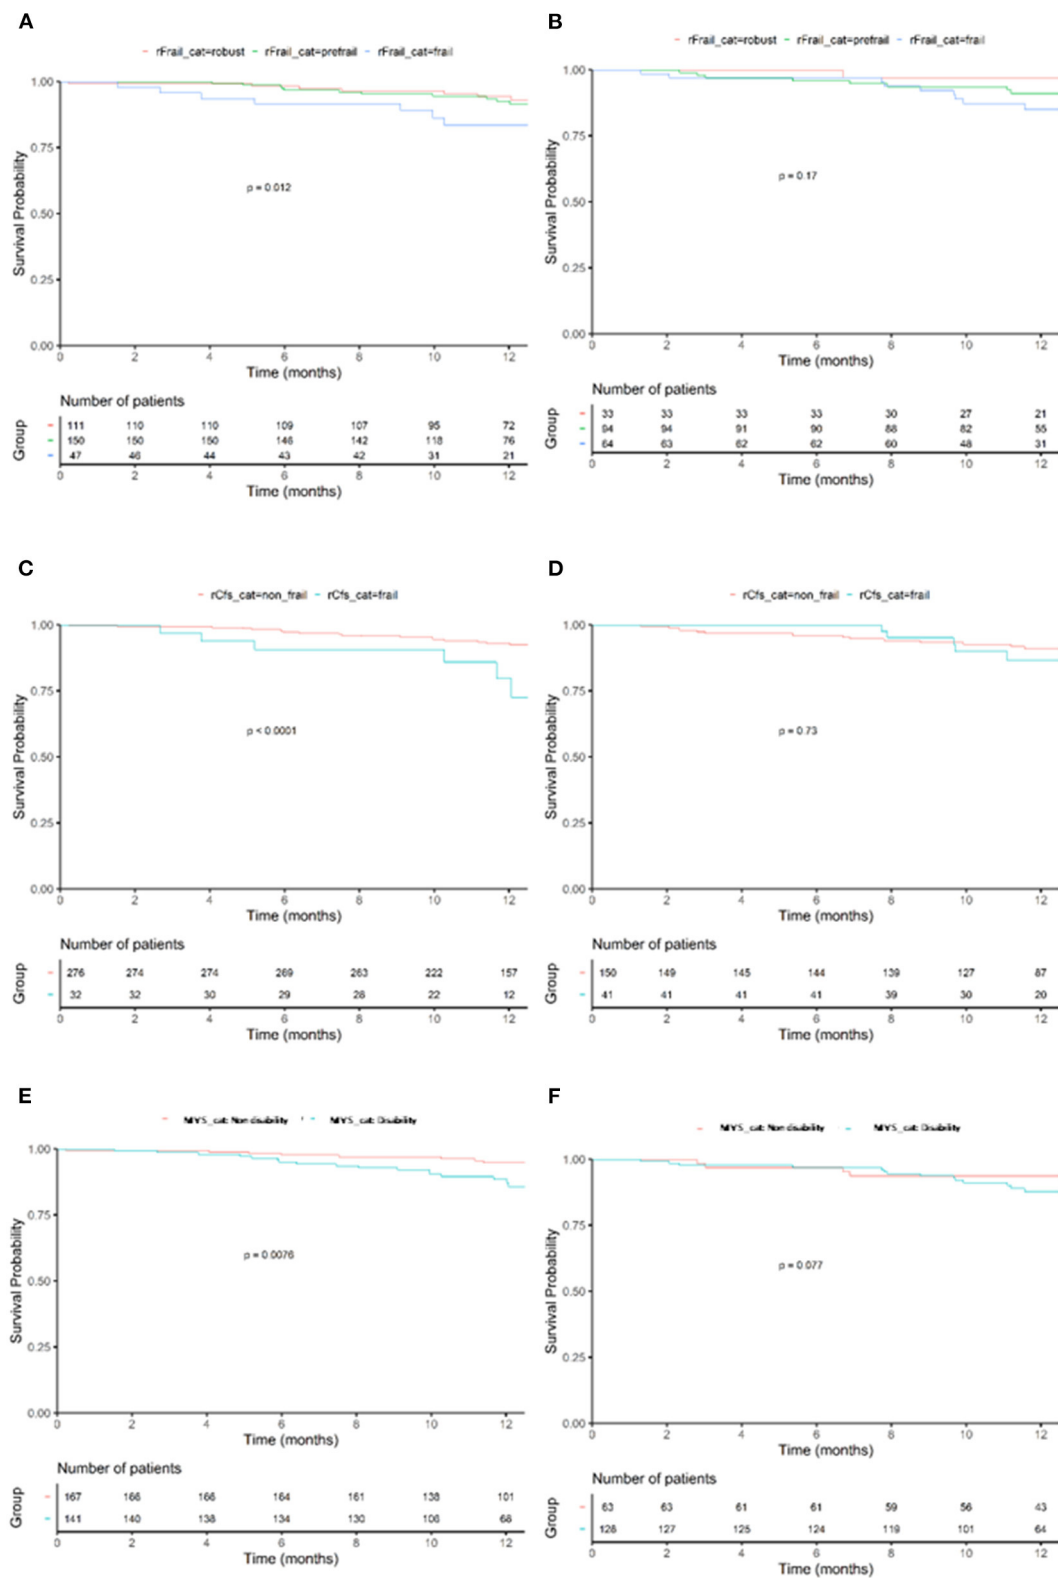 A
rFrail_cat=robust rFrail_cat=prefrail rFrail_cat=frail
1.00
0.75
0.50
0.25
0.00
Survival Probability
p = 0.012
0 2 4 6 8 10 12
Time (months)
Number of patients
Group
111 110 110 109 107 95 72
150 150 150 146 142 118 76
47 46 44 43 42 31 21
0 2 4 6 8 10 12
Time (months)
B
rFrail_cat=robust rFrail_cat=prefrail rFrail_cat=frail
1.00
0.75
0.50
0.25
0.00
Survival Probability
p = 0.17
0 2 4 6 8 10 12
Time (months)
Number of patients
Group
33 33 33 33 30 27 21
94 94 91 90 88 82 55
64 63 62 62 60 48 31
0 2 4 6 8 10 12
Time (months)
C
rCfs_cat=non_frail rCfs_cat=frail
1.00
0.75
0.50
0.25
0.00
Survival Probability
p < 0.0001
0 2 4 6 8 10 12
Time (months)
Number of patients
Group
276 274 274 269 263 222 157
32 32 30 29 28 22 12
0 2 4 6 8 10 12
Time (months)
D
rCfs_cat=non_frail rCfs_cat=frail
1.00
0.75
0.50
0.25
0.00
Survival Probability
p = 0.73
0 2 4 6 8 10 12
Time (months)
Number of patients
Group
150 149 145 144 139 127 87
41 41 41 41 39 30 20
0 2 4 6 8 10 12
Time (months)
E
Disability
1.00
0.75
0.50
0.25
0.00
Survival Probability
p = 0.0076
0 2 4 6 8 10 12
Time (months)
Number of patients
Group
167 166 166 164 161 138 101
141 140 138 134 130 106 68
0 2 4 6 8 10 12
Time (months)
F
Disability
1.00
0.75
0.50
0.25
0.00
Survival Probability
p = 0.077
0 2 4 6 8 10 12
Time (months)
Number of patients
Group
63 63 61 61 59 56 43
128 127 125 124 119 101 64
0 2 4 6 8 10 12
Time (months)